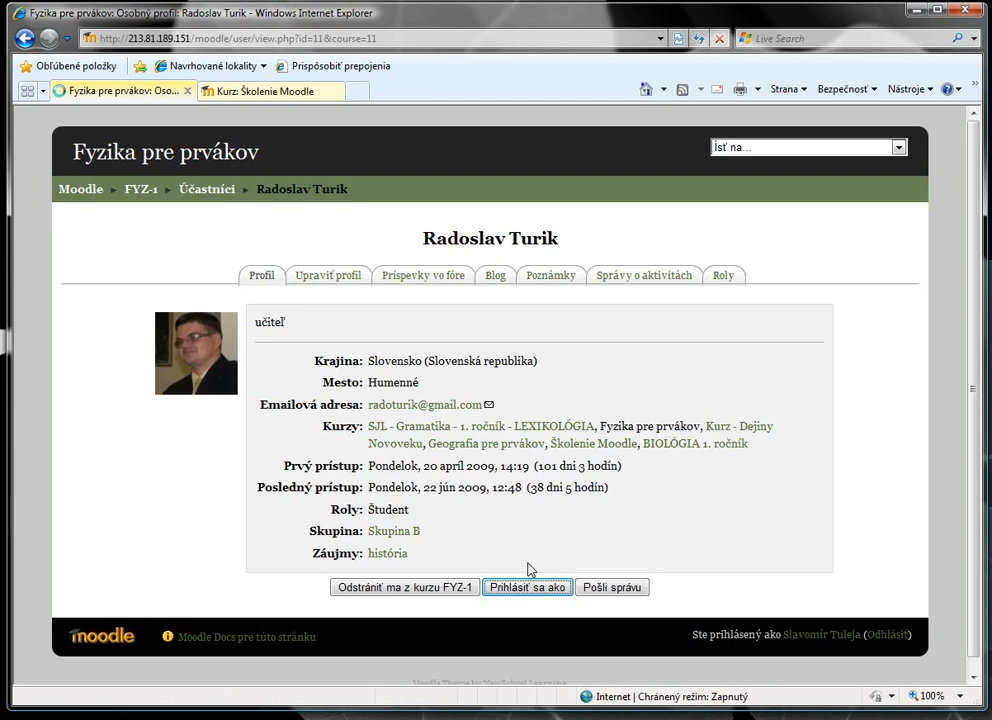 Fyzika pre prvákov: Osobný profil: Radoslav Turik - Windows Internet Explorer
http://213.81.189.151/moodle/user/view.php?id=11&course=11
Live Search
Obľúbené položky
Navrhované lokality
Prispôsobiť prepojenia
Fyzika pre prvákov: Oso...
Kurz: Školenie Moodle
Strana
Bezpečnosť
Nástroje
Fyzika pre prvákov
Ísť na...
Moodle ► FYZ-1 ► Účastníci ► Radoslav Turik
Radoslav Turik
Profil
Upraviť profil
Príspevky vo fóre
Blog
Poznámky
Správy o aktivitách
Roly
učiteľ
Krajina: Slovensko (Slovenská republika)
Mesto: Humenné
Emailová adresa: radoturik@gmail.com
Kurzy: SJL - Gramatika - 1. ročník - LEXIKOLÓGIA, Fyzika pre prvákov, Kurz - Dejiny
Novoveku, Geografia pre prvákov, Školenie Moodle, BIOLÓGIA 1. ročník
Prvý prístup: Pondelok, 20 apríl 2009, 14:19 (101 dni 3 hodín)
Posledný prístup: Pondelok, 22 jún 2009, 12:48 (38 dni 5 hodín)
Roly: Študent
Skupina: Skupina B
Záujmy: história
Odstrániť ma z kurzu FYZ-1
Prihlásiť sa ako
Pošli správu
moodle
Moodle Docs pre túto stránku
Ste prihlásený ako Slavomír Tuleja (Odhlásiť)
Moodle Theme by NewSchool Learning
Internet | Chránený režim: Zapnutý
100%